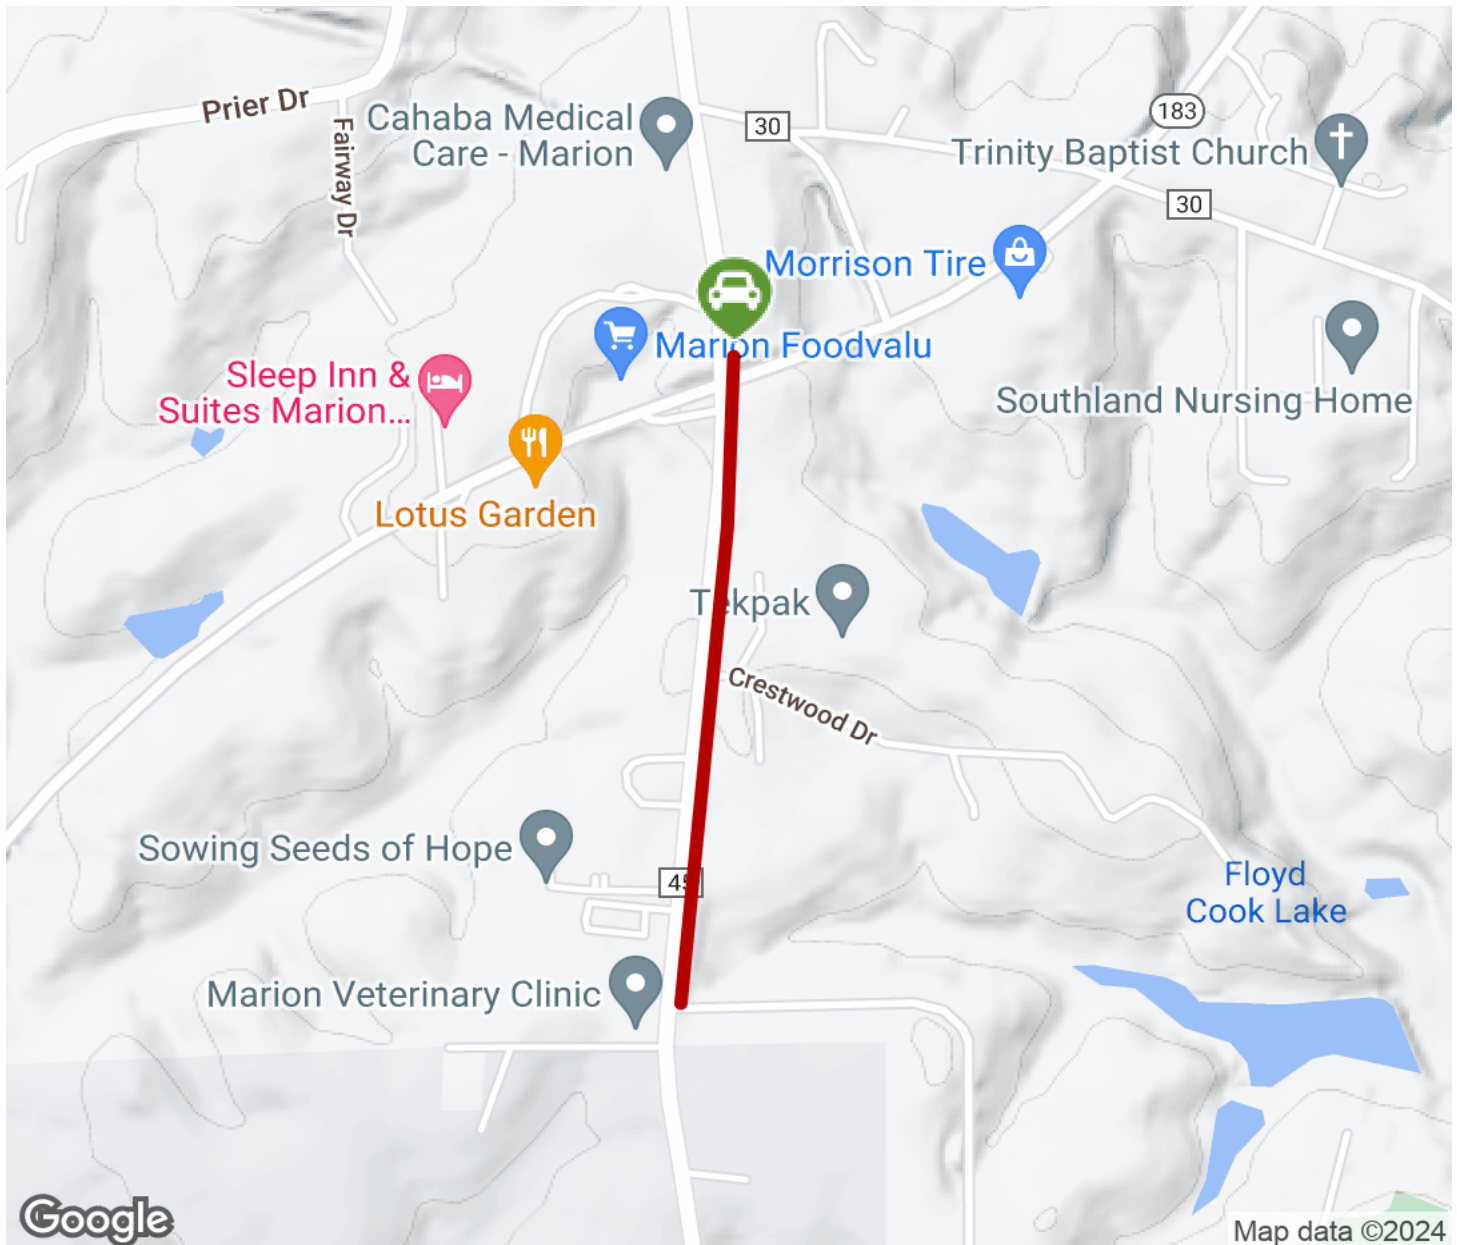 Prier Dr
Fairway Dr
Cahaba Medical
Care - Marion
30
183
Trinity Baptist Church
30
Morrison Tire
Marion Foodvalu
Sleep Inn &
Suites Marion...
Southland Nursing Home
Lotus Garden
Tekpak
Crestwood Dr
Sowing Seeds of Hope
45
Floyd
Cook Lake
Marion Veterinary Clinic
Google
Map data ©2024